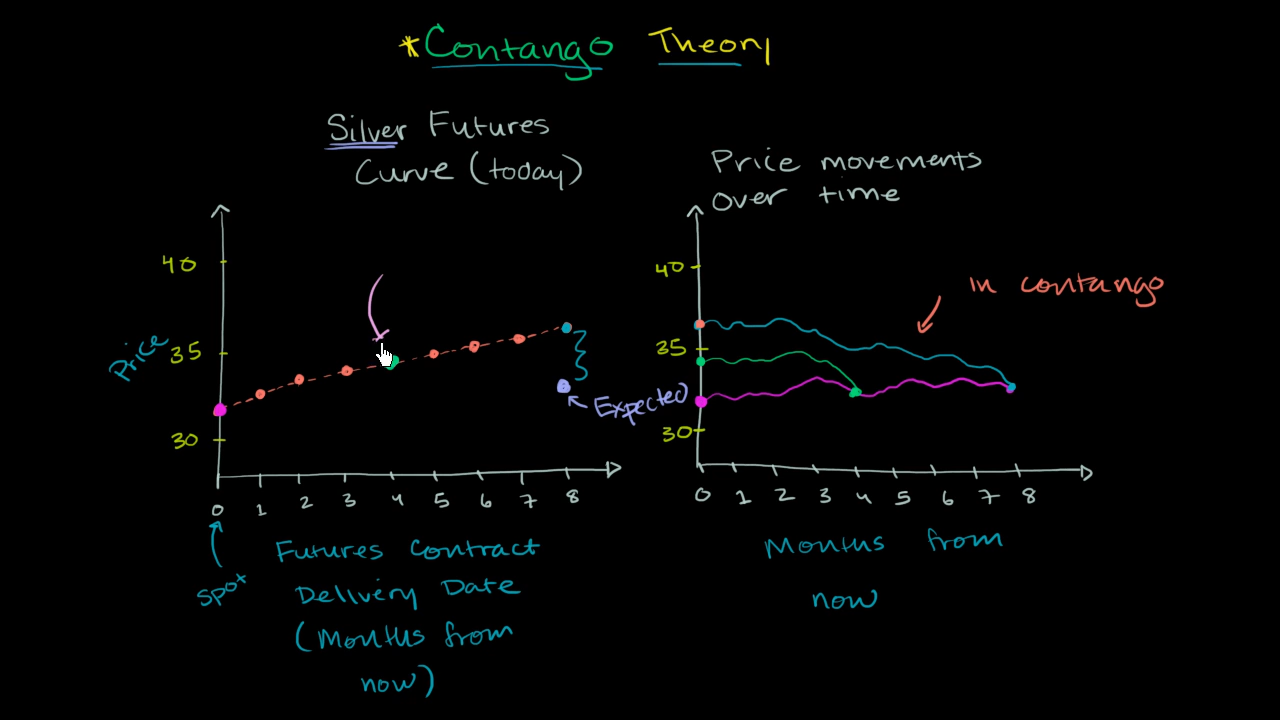 *Contango Theory
Silver Futures
Curve (today)
Price movements
over time
40
35
30
Price
Expected
0 1 2 3 4 5 6 7 8
spot
Futures Contract
Delivery Date
(Months from
now)
40
35
30
in contango
0 1 2 3 4 5 6 7 8
Months from
now